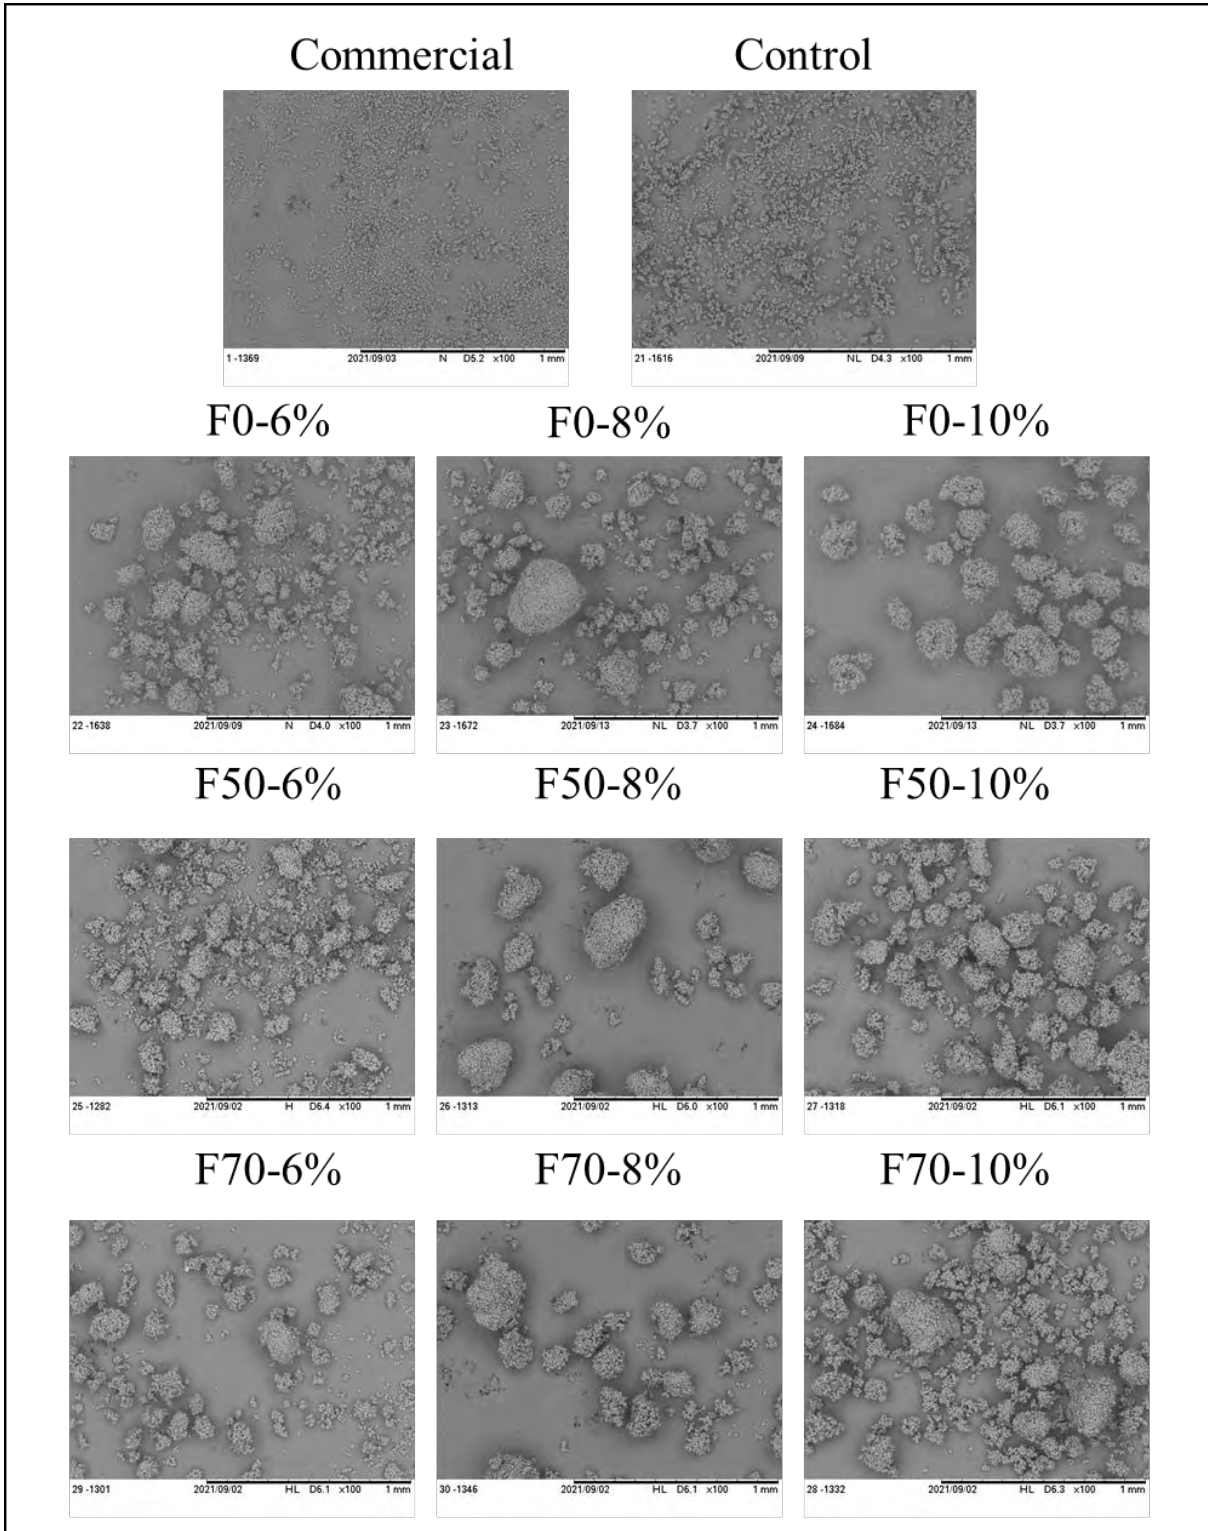 Commercial Control
1 -1369 2021/09/03 N D5.2 x100 1 mm
21 -1616 2021/09/09 NL D4.3 x100 1 mm
F0-6% F0-8% F0-10%
22 -1638 2021/09/09 N D4.0 x100 1 mm
23 -1672 2021/09/13 NL D3.7 x100 1 mm
24 -1684 2021/09/13 NL D3.7 x100 1 mm
F50-6% F50-8% F50-10%
25 -1282 2021/09/02 H D6.4 x100 1 mm
26 -1313 2021/09/02 HL D6.0 x100 1 mm
27 -1318 2021/09/02 HL D6.1 x100 1 mm
F70-6% F70-8% F70-10%
29 -1301 2021/09/02 HL D6.1 x100 1 mm
30 -1346 2021/09/02 HL D6.1 x100 1 mm
28 -1332 2021/09/02 HL D6.3 x100 1 mm